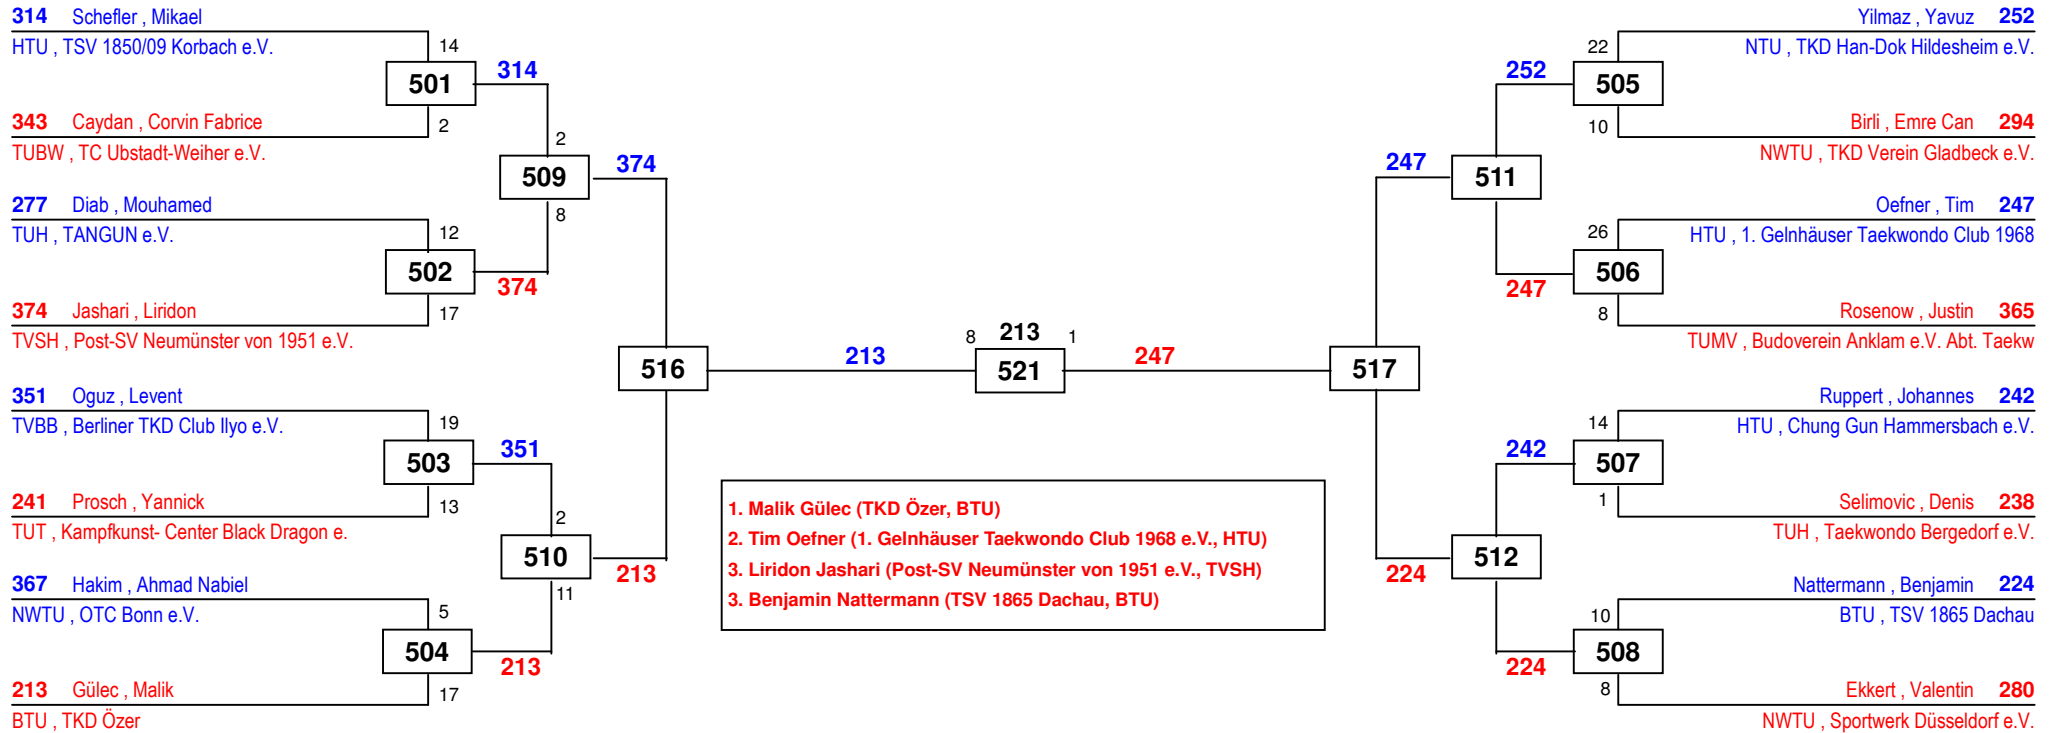 314 Schefler , Mikael
HTU , TSV 1850/09 Korbach e.V.
14
501
314
2
343 Caydan , Corvin Fabrice
TUBW , TC Ubstadt-Weiher e.V.
2
509
374
8
277 Diab , Mouhamed
TUH , TANGUN e.V.
12
502
374
17
374 Jashari , Liridon
TVSH , Post-SV Neumünster von 1951 e.V.
516
213
351 Oguz , Levent
TVBB , Berliner TKD Club Ilyo e.V.
19
503
351
13
241 Prosch , Yannick
TUT , Kampfkunst- Center Black Dragon e.
2
510
213
11
367 Hakim , Ahmad Nabiel
NWTU , OTC Bonn e.V.
5
504
213
17
213 Gülec , Malik
BTU , TKD Özer
8 213 1
521
247
1. Malik Gülec (TKD Özer, BTU)
2. Tim Oefner (1. Gelnhäuser Taekwondo Club 1968 e.V., HTU)
3. Liridon Jashari (Post-SV Neumünster von 1951 e.V., TVSH)
3. Benjamin Nattermann (TSV 1865 Dachau, BTU)
Yilmaz , Yavuz 252
NTU , TKD Han-Dok Hildesheim e.V.
22
252
505
10
Birli , Emre Can 294
NWTU , TKD Verein Gladbeck e.V.
247
511
Oefner , Tim 247
HTU , 1. Gelnhäuser Taekwondo Club 1968
26
506
247
8
Rosenow , Justin 365
TUMV , Budoverein Anklam e.V. Abt. Taekw
517
Ruppert , Johannes 242
HTU , Chung Gun Hammersbach e.V.
14
242
507
1
Selimovic , Denis 238
TUH , Taekwondo Bergedorf e.V.
512
224
Nattermann , Benjamin 224
BTU , TSV 1865 Dachau
10
508
224
8
Ekkert , Valentin 280
NWTU , Sportwerk Düsseldorf e.V.